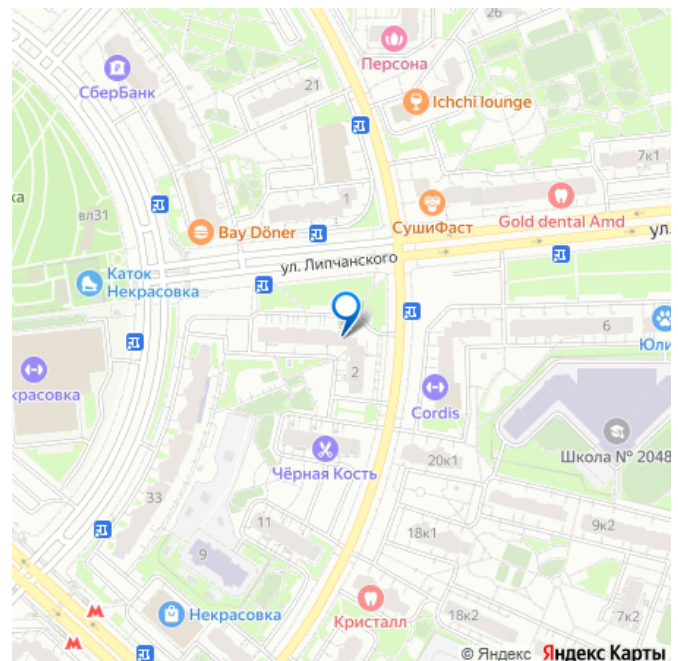 26
Персона
СберБанк
21
Ichchi lounge
7к1
ка
вл31
1
СушиФаст
Gold dental Amd
Bay Döner
ул.
ул. Липчанского
Каток
Некрасовка
6
Юли
красовка
2
Cordis
Школа № 2048
Чёрная Кость
20к1
33
11
9к2
18к1
9
Некрасовка
Кристалл
18к2
7к2
М
М
© Яндекс Яндекс Карты